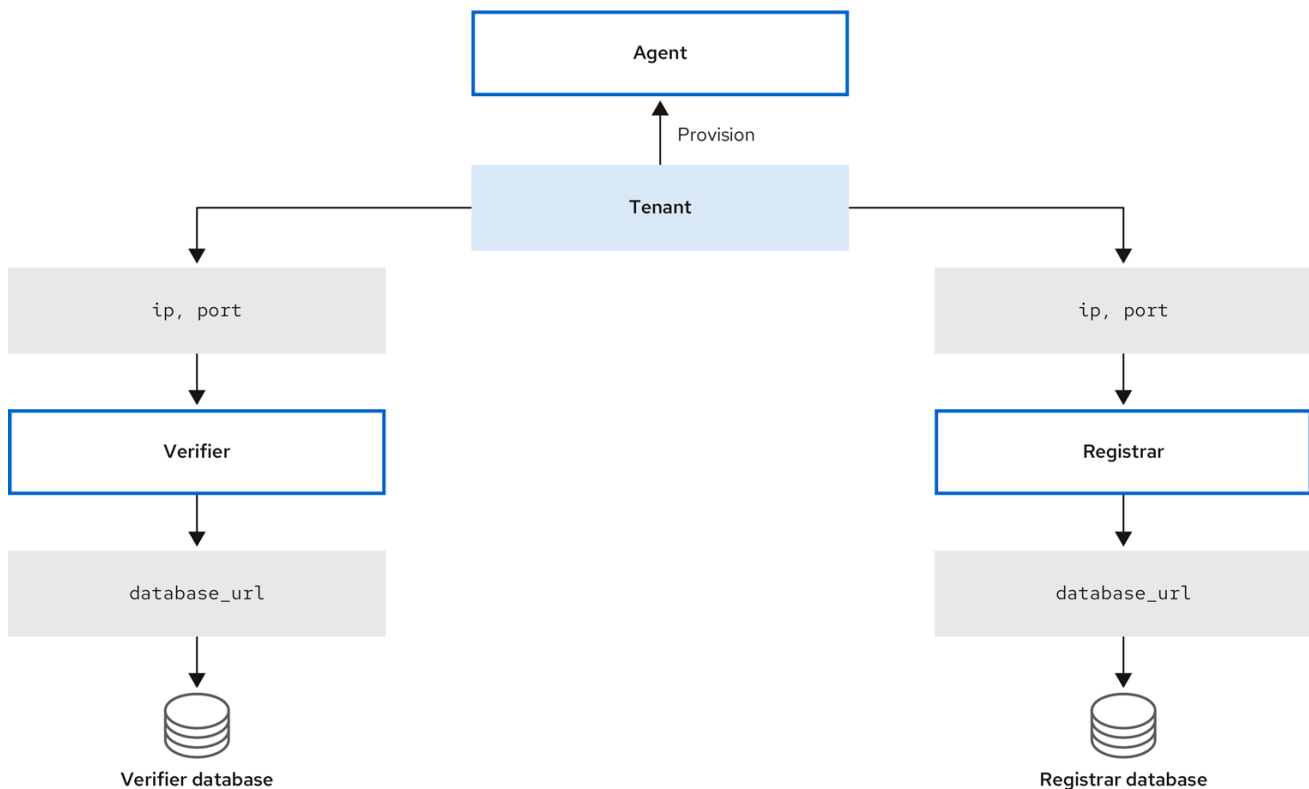 Agent
Provision
Tenant
ip, port
ip, port
Verifier
Registrar
database_url
database_url
Verifier database
Registrar database